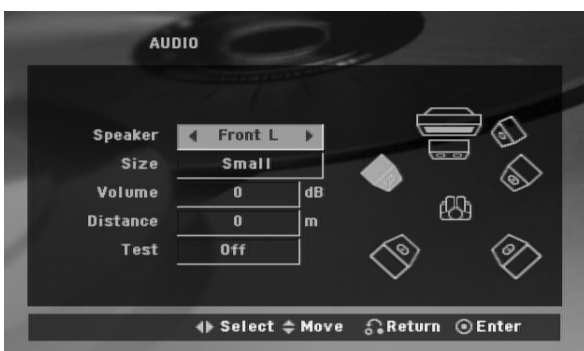 AUDIO
Speaker Front L
Size Small
Volume 0 dB
Distance 0 m
Test Off
Select Move Return Enter